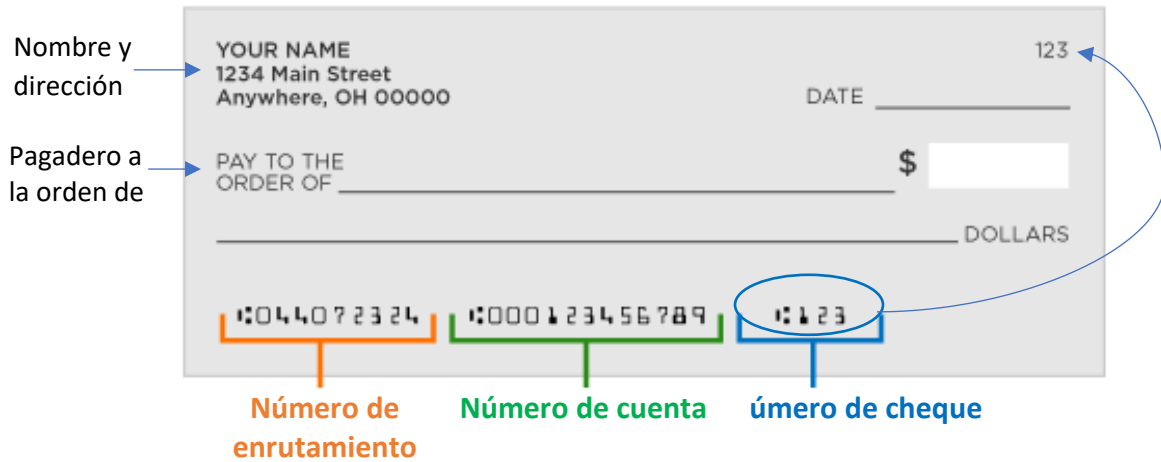 Nombre y
dirección
YOUR NAME
1234 Main Street
Anywhere, OH 00000
123
DATE
Pagadero a
la orden de
PAY TO THE
ORDER OF
$
DOLLARS
⑆044072324 ⑆000123456789 ⑆123
Número de
enrutamiento
Número de cuenta
úmero de cheque